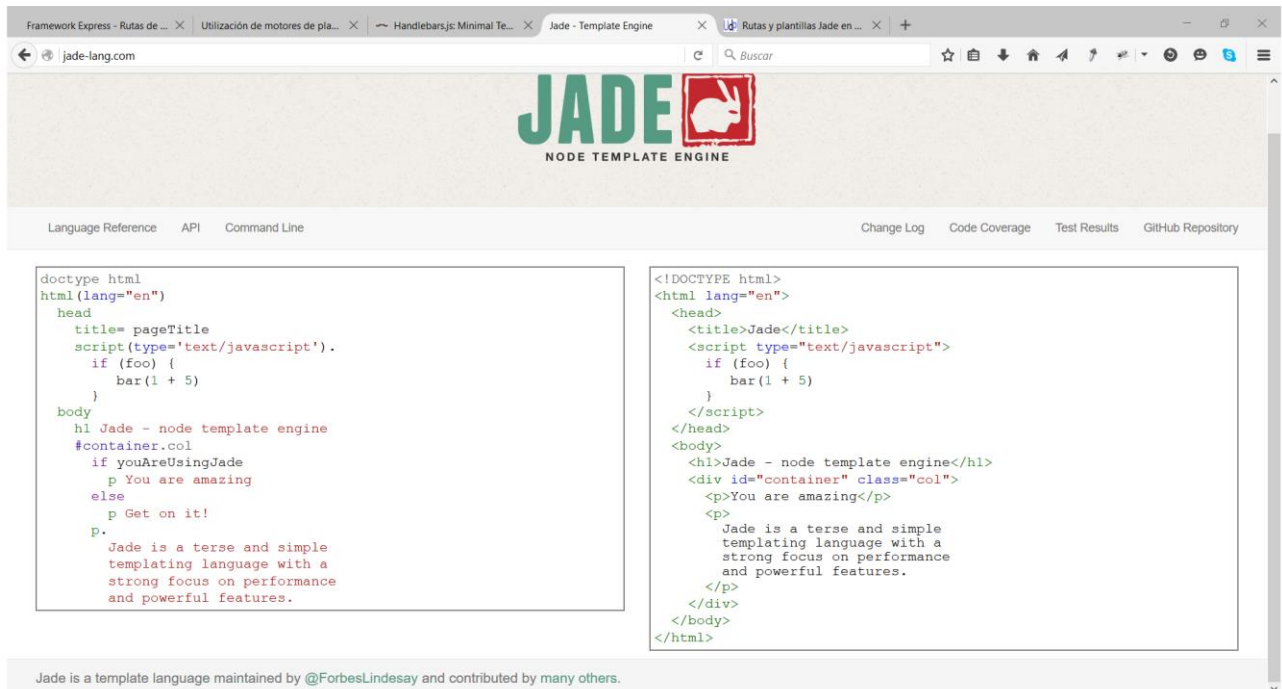 Framework Express - Rutas de ... Utilización de motores de pla... Handlebars.js: Minimal Te... Jade - Template Engine Rutas y plantillas Jade en ...
jade-lang.com Buscar
JADE
NODE TEMPLATE ENGINE
Language Reference API Command Line Change Log Code Coverage Test Results GitHub Repository
doctype html
html(lang="en")
  head
    title= pageTitle
    script(type='text/javascript').
      if (foo) {
         bar(1 + 5)
      }
  body
    h1 Jade - node template engine
    #container.col
      if youAreUsingJade
        p You are amazing
      else
        p Get on it!
      p.
        Jade is a terse and simple
        templating language with a
        strong focus on performance
        and powerful features.
<!DOCTYPE html>
<html lang="en">
  <head>
    <title>Jade</title>
    <script type="text/javascript">
      if (foo) {
         bar(1 + 5)
      }
    </script>
  </head>
  <body>
    <h1>Jade - node template engine</h1>
    <div id="container" class="col">
      <p>You are amazing</p>
      <p>
        Jade is a terse and simple
        templating language with a
        strong focus on performance
        and powerful features.
      </p>
    </div>
  </body>
</html>
Jade is a template language maintained by @ForbesLindesay and contributed by many others.